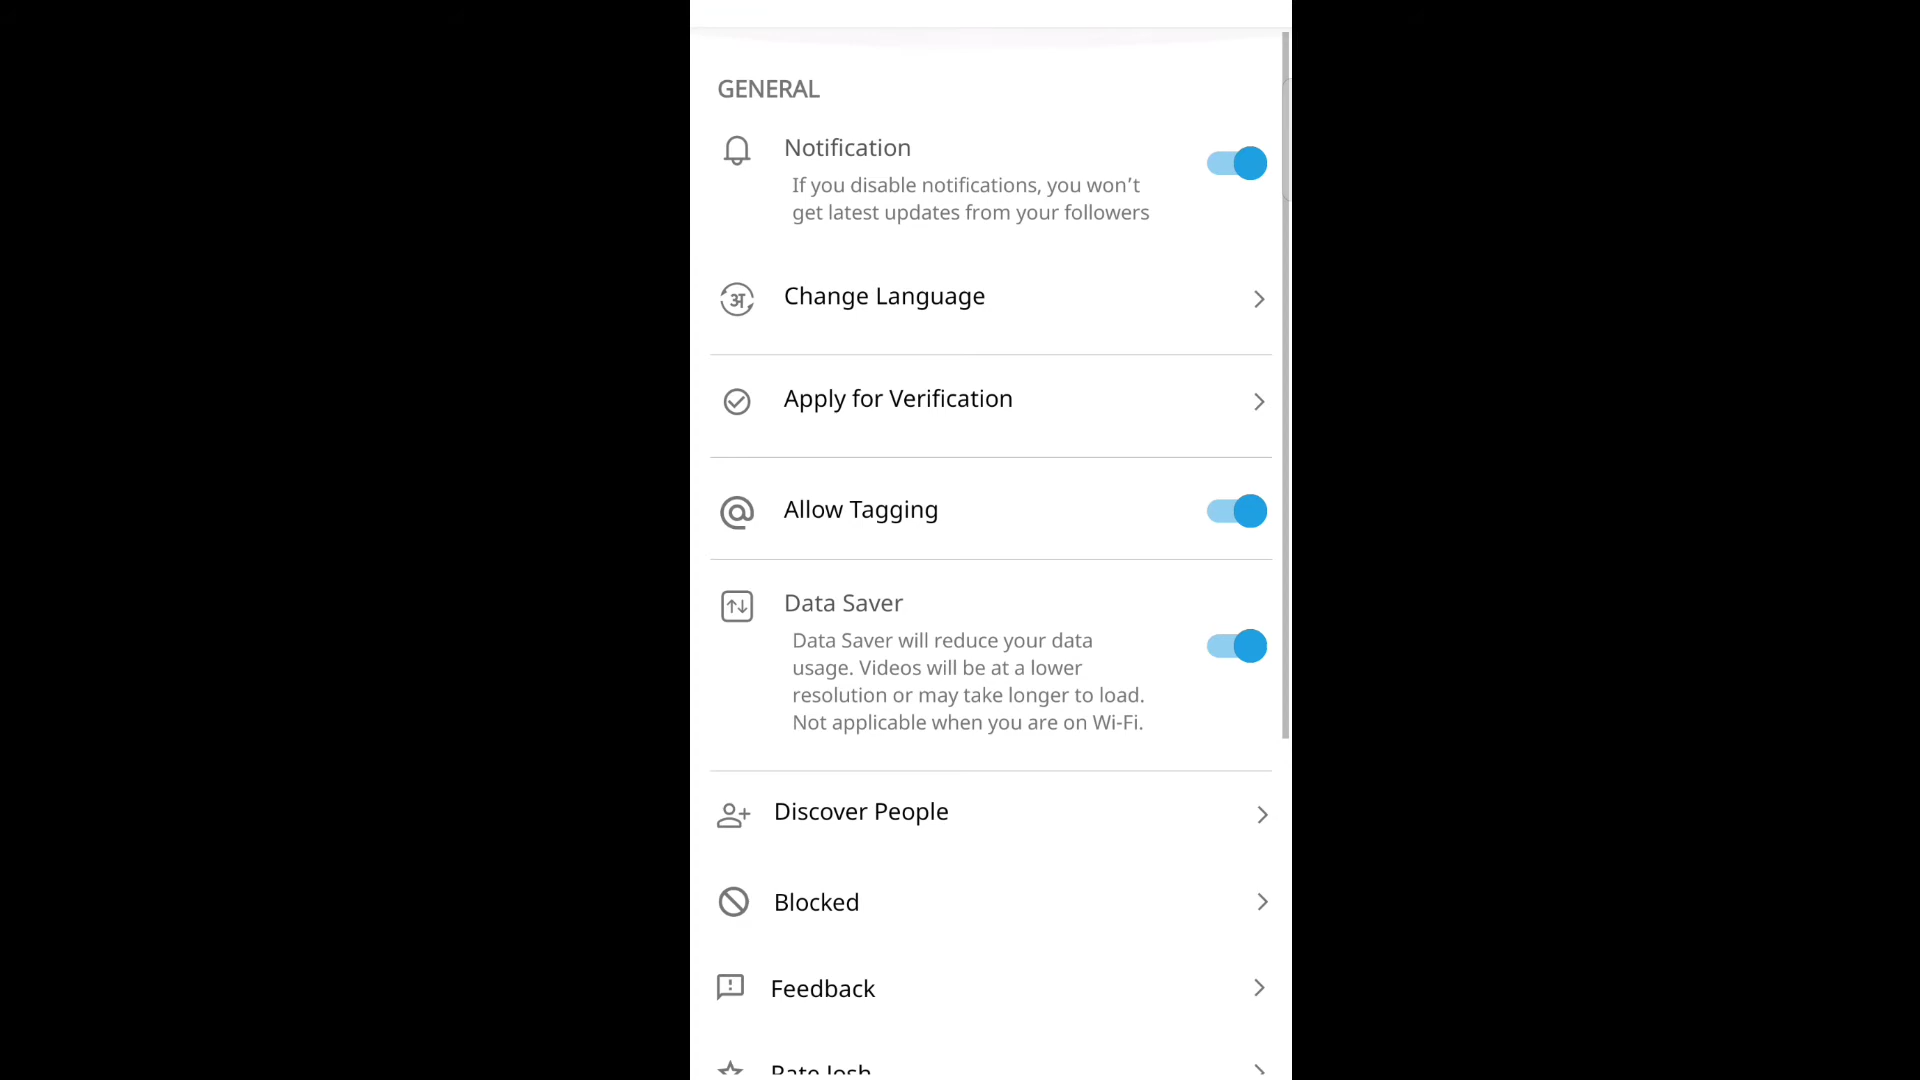 GENERAL
Notification
If you disable notifications, you won’t
get latest updates from your followers
अ
Change Language
Apply for Verification
Allow Tagging
Data Saver
Data Saver will reduce your data
usage. Videos will be at a lower
resolution or may take longer to load.
Not applicable when you are on Wi-Fi.
Discover People
Blocked
Feedback
Rate Josh